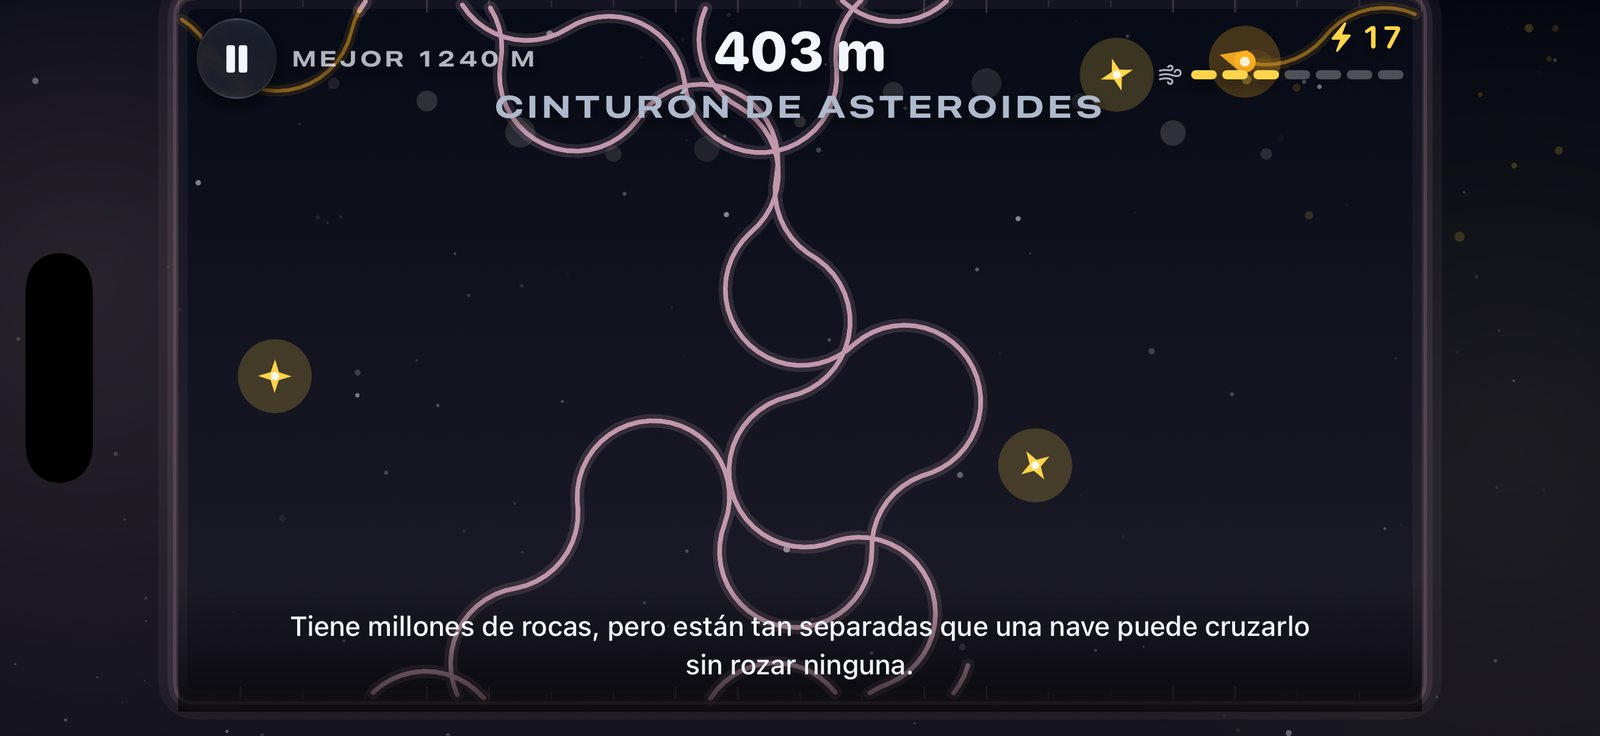 MEJOR 1240 M
403 m
17
CINTURÓN DE ASTEROIDES
Tiene millones de rocas, pero están tan separadas que una nave puede cruzarlo
sin rozar ninguna.